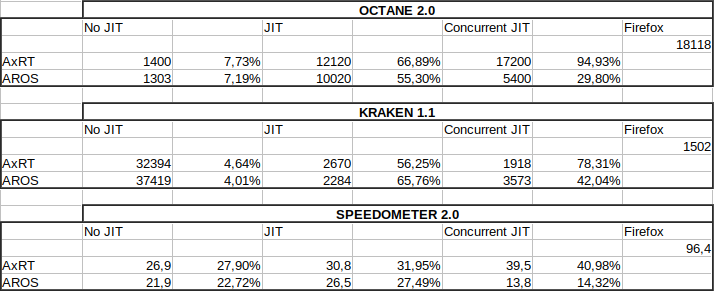 OCTANE 2.0
No JIT JIT Concurrent JIT Firefox
18118
AxRT 1400 7,73% 12120 66,89% 17200 94,93%
AROS 1303 7,19% 10020 55,30% 5400 29,80%
KRAKEN 1.1
No JIT JIT Concurrent JIT Firefox
1502
AxRT 32394 4,64% 2670 56,25% 1918 78,31%
AROS 37419 4,01% 2284 65,76% 3573 42,04%
SPEEDOMETER 2.0
No JIT JIT Concurrent JIT Firefox
96,4
AxRT 26,9 27,90% 30,8 31,95% 39,5 40,98%
AROS 21,9 22,72% 26,5 27,49% 13,8 14,32%